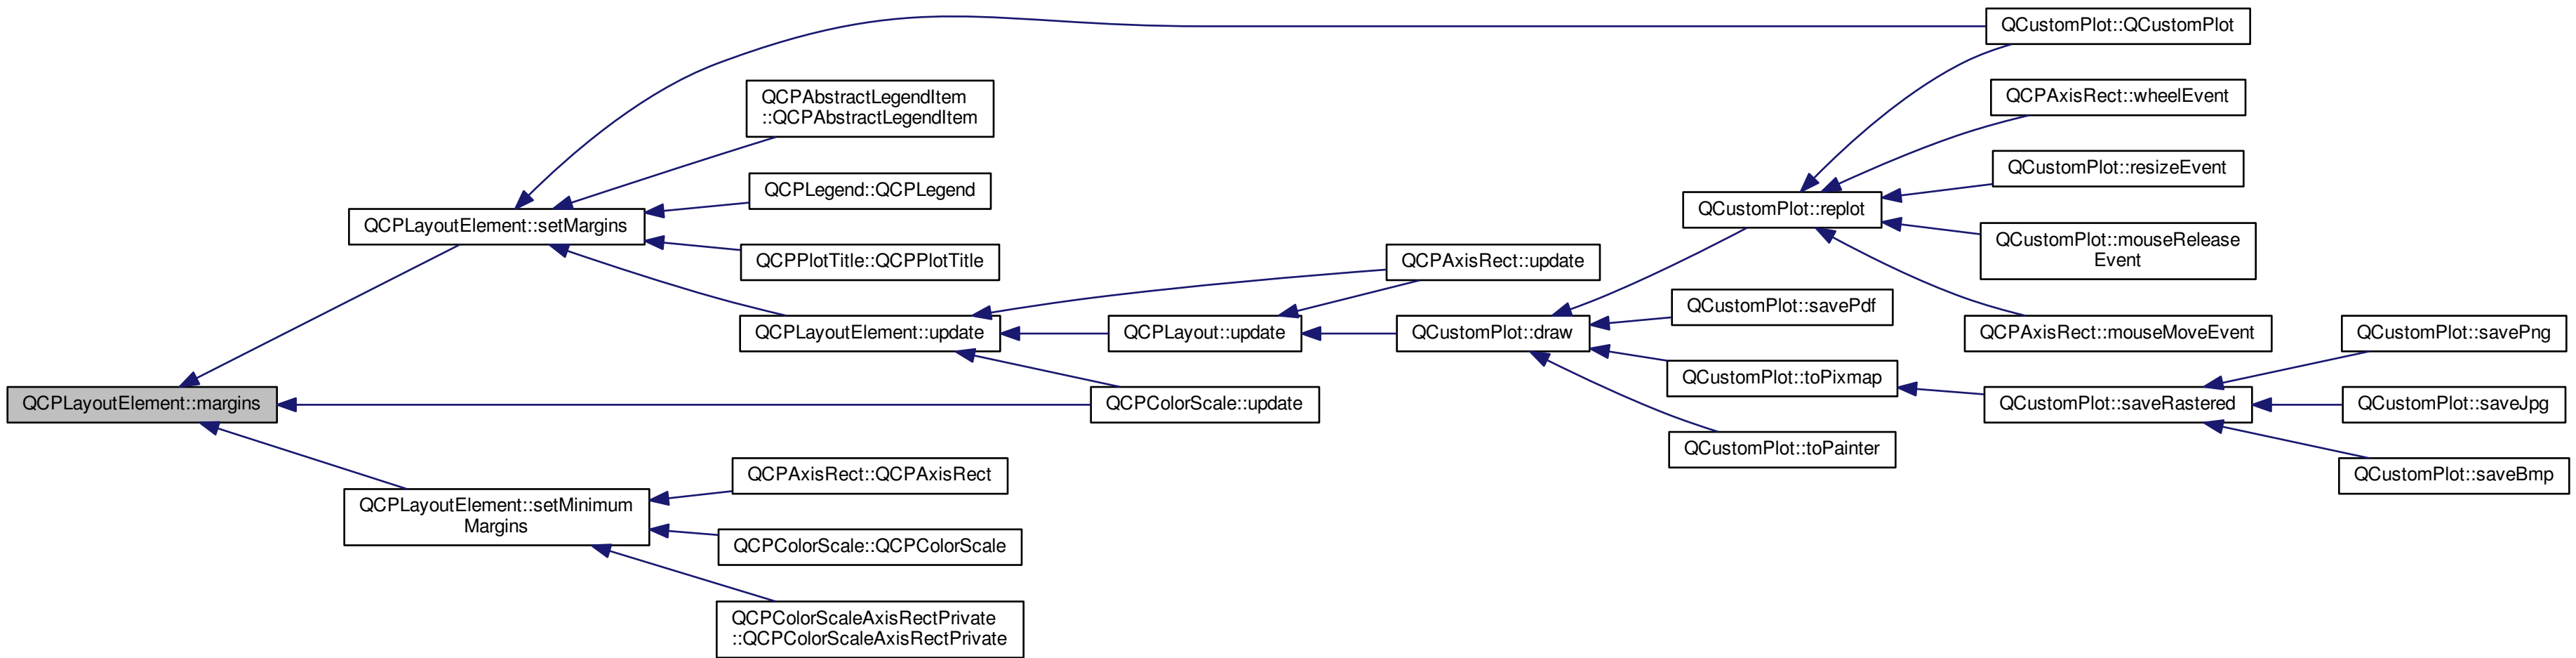 QCustomPlot::QCustomPlot
QCPAbstractLegendItem
::QCPAbstractLegendItem
QCPAxisRect::wheelEvent
QCustomPlot::resizeEvent
QCPLegend::QCPLegend
QCustomPlot::replot
QCPLayoutElement::setMargins
QCustomPlot::mouseRelease
Event
QCPPlotTitle::QCPPlotTitle
QCPAxisRect::update
QCustomPlot::savePdf
QCPLayoutElement::update
QCPLayout::update
QCustomPlot::draw
QCPAxisRect::mouseMoveEvent
QCustomPlot::savePng
QCustomPlot::toPixmap
QCPLayoutElement::margins
QCPColorScale::update
QCustomPlot::saveRastered
QCustomPlot::saveJpg
QCustomPlot::toPainter
QCPAxisRect::QCPAxisRect
QCustomPlot::saveBmp
QCPLayoutElement::setMinimum
Margins
QCPColorScale::QCPColorScale
QCPColorScaleAxisRectPrivate
::QCPColorScaleAxisRectPrivate